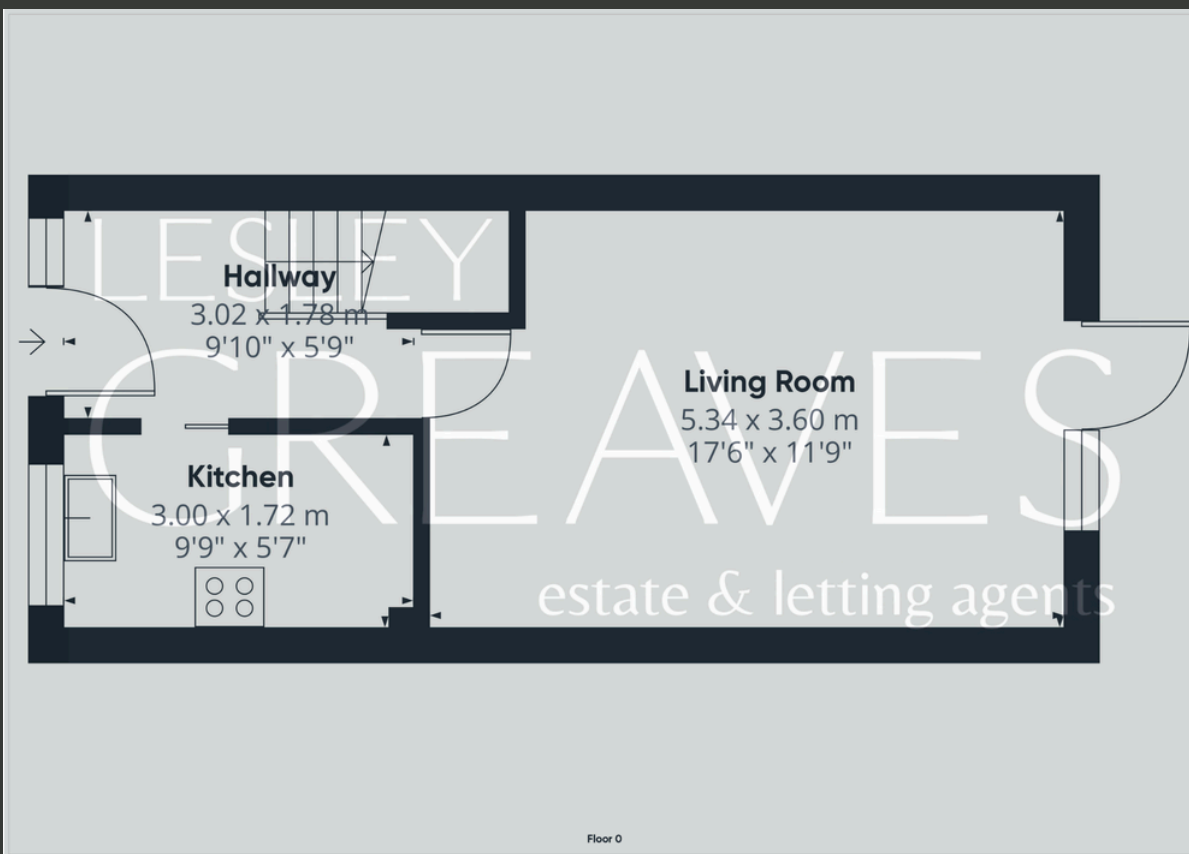 LESLEY
GREAVES
estate & letting agents
Hallway
3.02 x 1.78 m
9'10" x 5'9"
Living Room
5.34 x 3.60 m
17'6" x 11'9"
Kitchen
3.00 x 1.72 m
9'9" x 5'7"
Floor 0